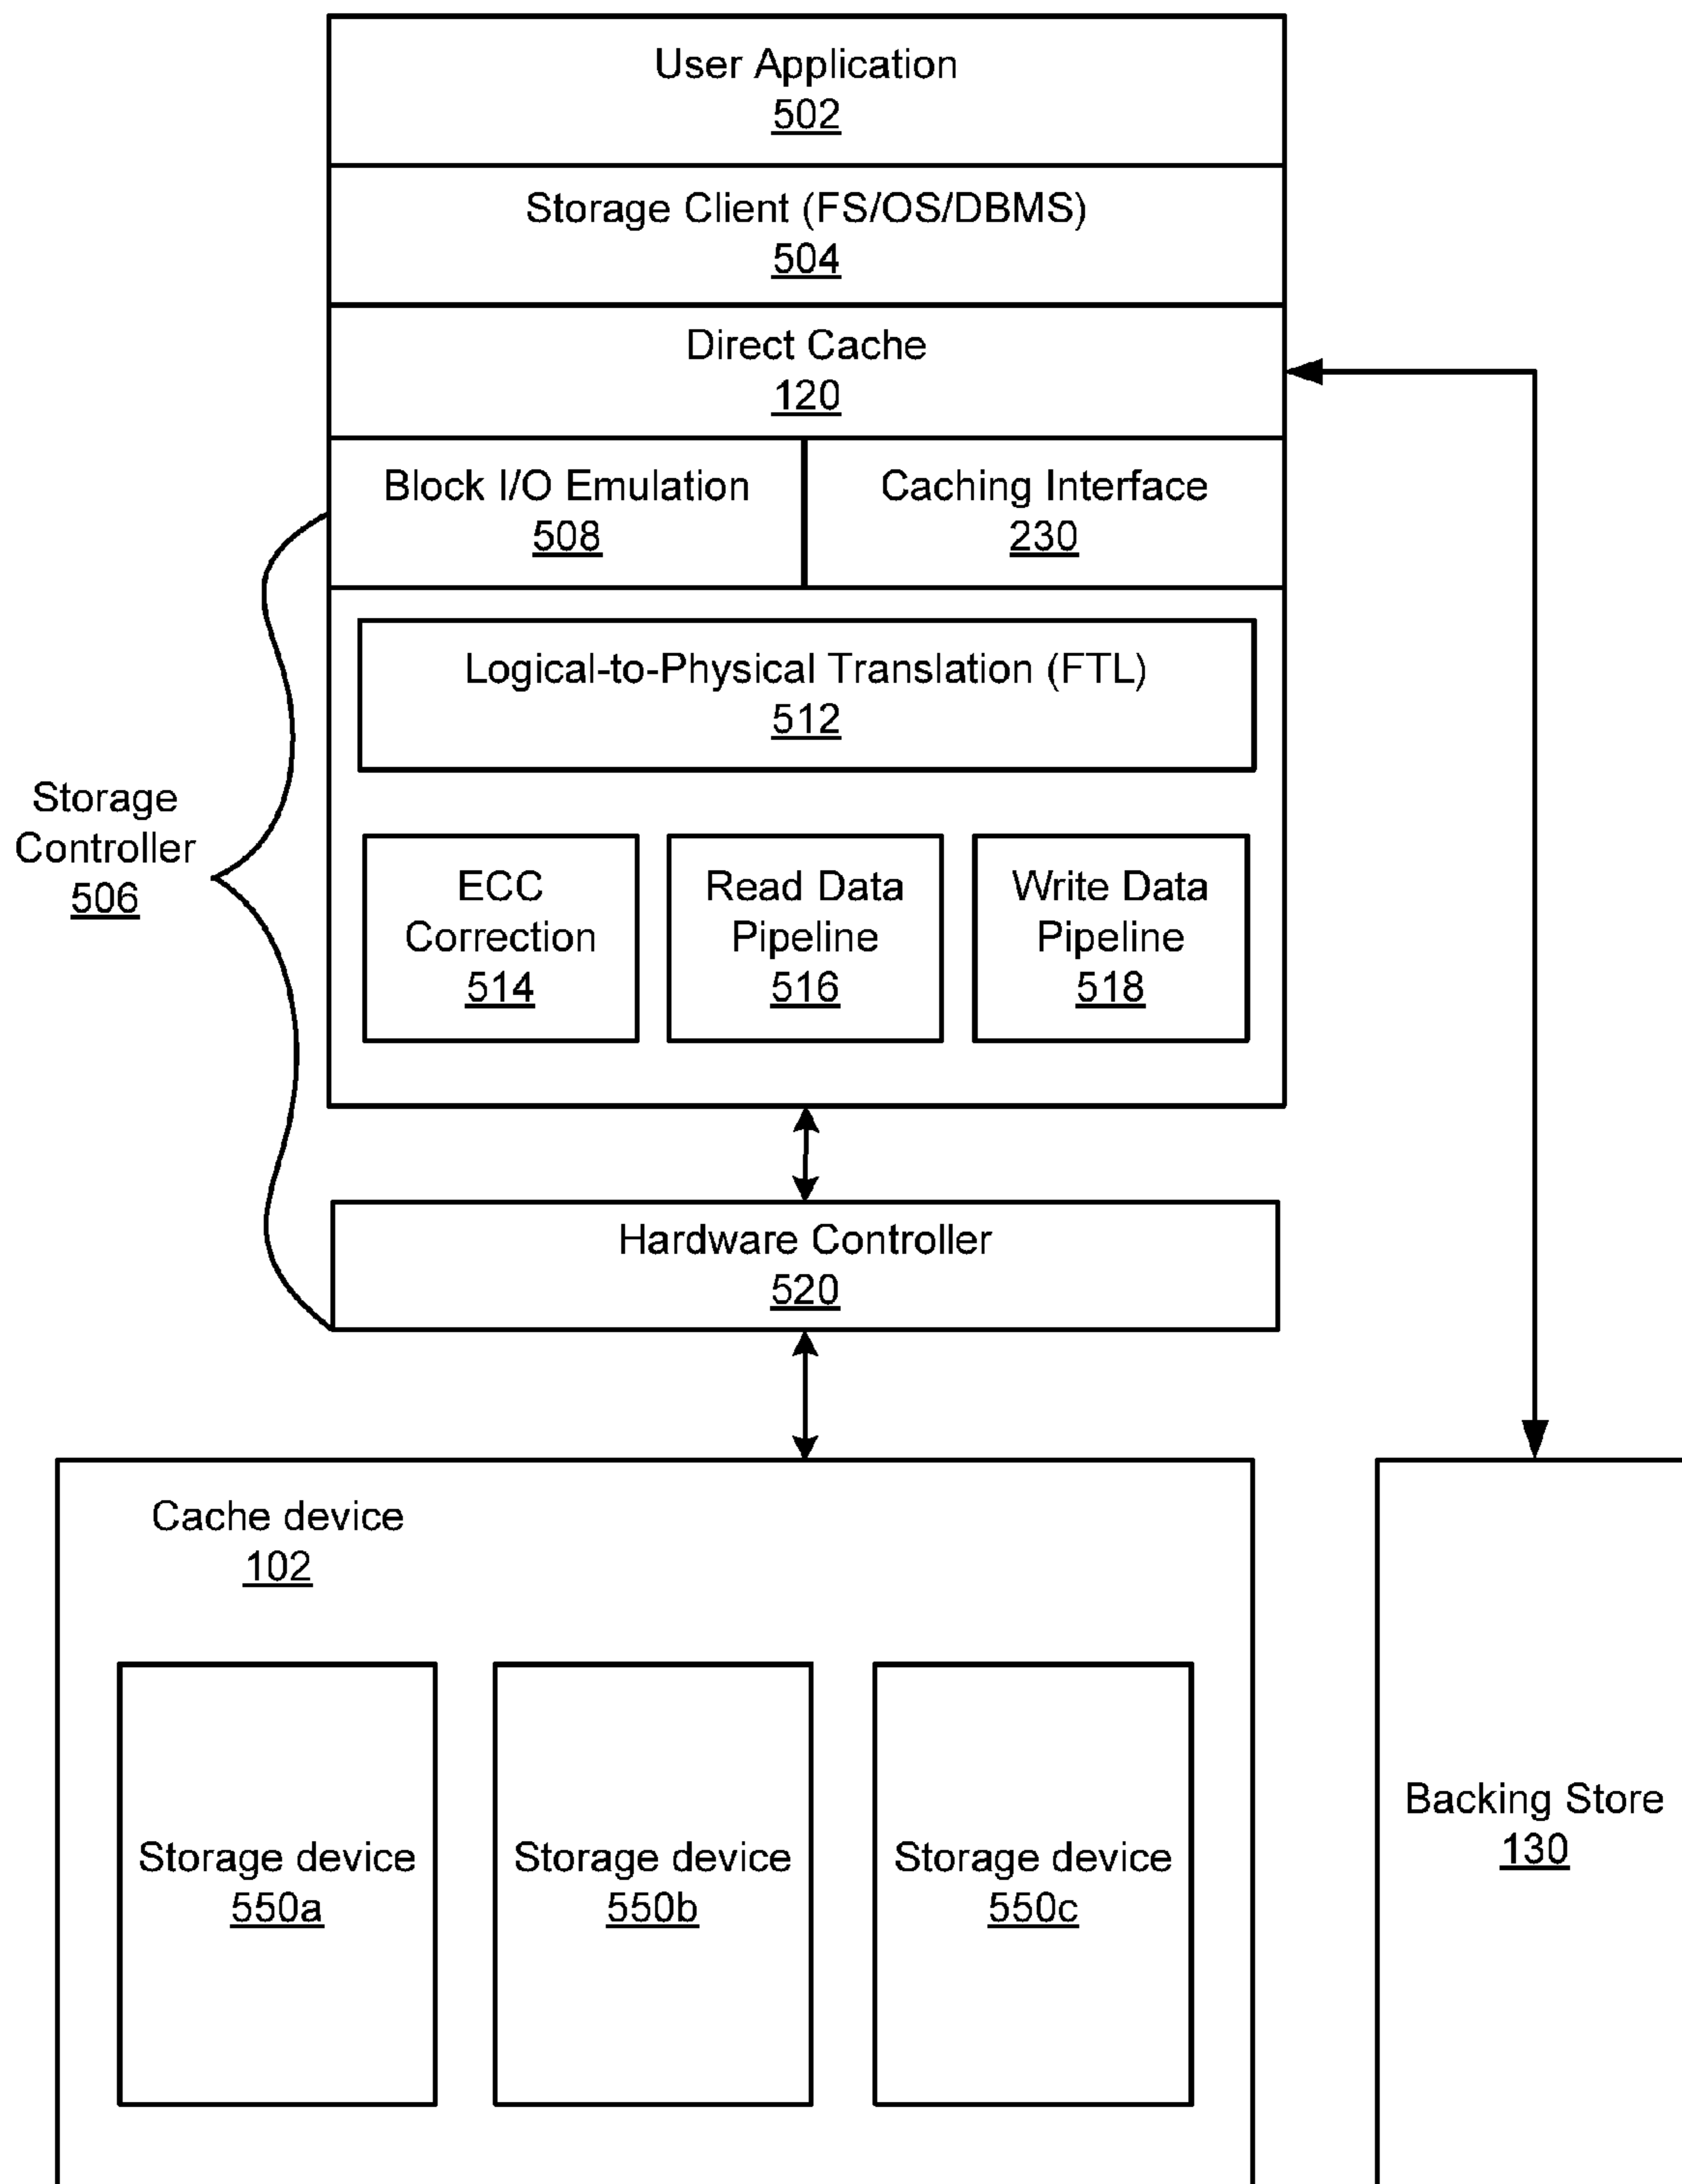 User Application
502
Storage Client (FS/OS/DBMS)
504
Direct Cache
120
Block I/O Emulation
508
Caching Interface
230
Logical-to-Physical Translation (FTL)
512
Storage
Controller
506
ECC
Correction
514
Read Data
Pipeline
516
Write Data
Pipeline
518
Hardware Controller
520
Cache device
102
Storage device
550a
Storage device
550b
Storage device
550c
Backing Store
130